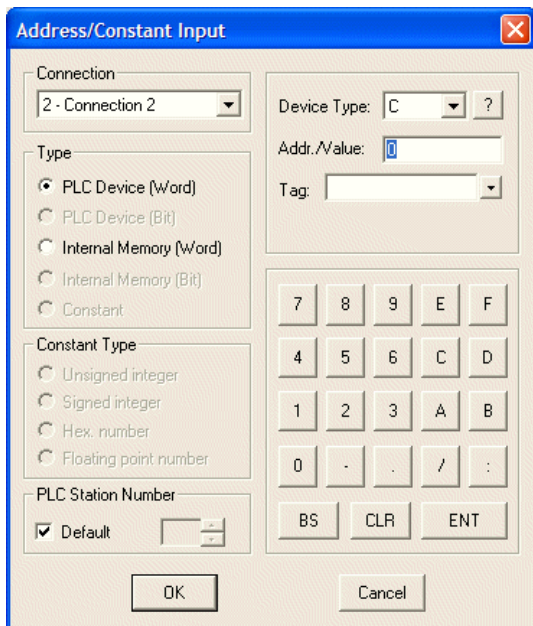 Address/Constant Input
Connection
2 - Connection 2
Type
PLC Device (Word)
PLC Device (Bit)
Internal Memory (Word)
Internal Memory (Bit)
Constant
Constant Type
Unsigned integer
Signed integer
Hex. number
Floating point number
PLC Station Number
Default
Device Type: C ?
Addr./Value: 0
Tag:
7 8 9 E F
4 5 6 C D
1 2 3 A B
0 - . / :
BS CLR ENT
OK Cancel